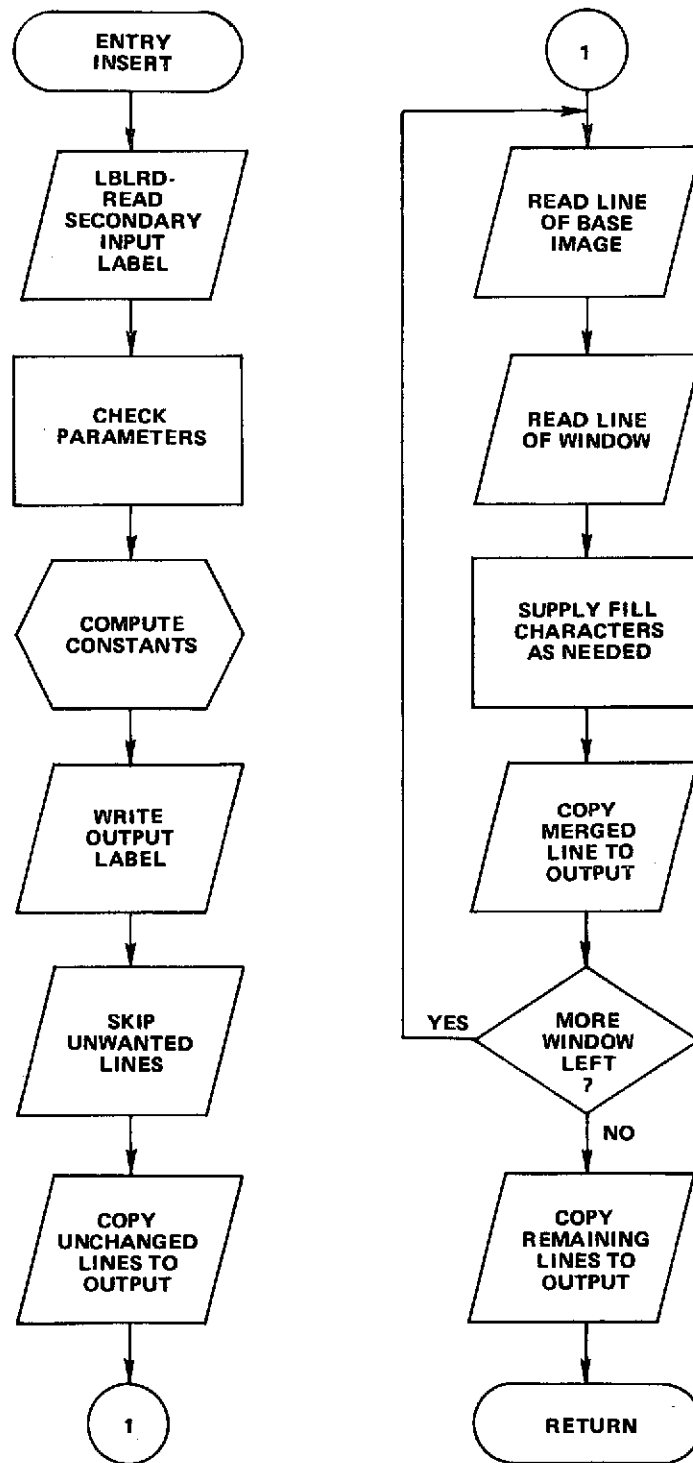 ENTRY
INSERT
LBLRD-
READ
SECONDARY
INPUT
LABEL
CHECK
PARAMETERS
COMPUTE
CONSTANTS
WRITE
OUTPUT
LABEL
SKIP
UNWANTED
LINES
COPY
UNCHANGED
LINES TO
OUTPUT
1
1
READ LINE
OF BASE
IMAGE
READ LINE
OF WINDOW
SUPPLY FILL
CHARACTERS
AS NEEDED
COPY
MERGED
LINE TO
OUTPUT
MORE
WINDOW
LEFT
?
YES
NO
COPY
REMAINING
LINES TO
OUTPUT
RETURN